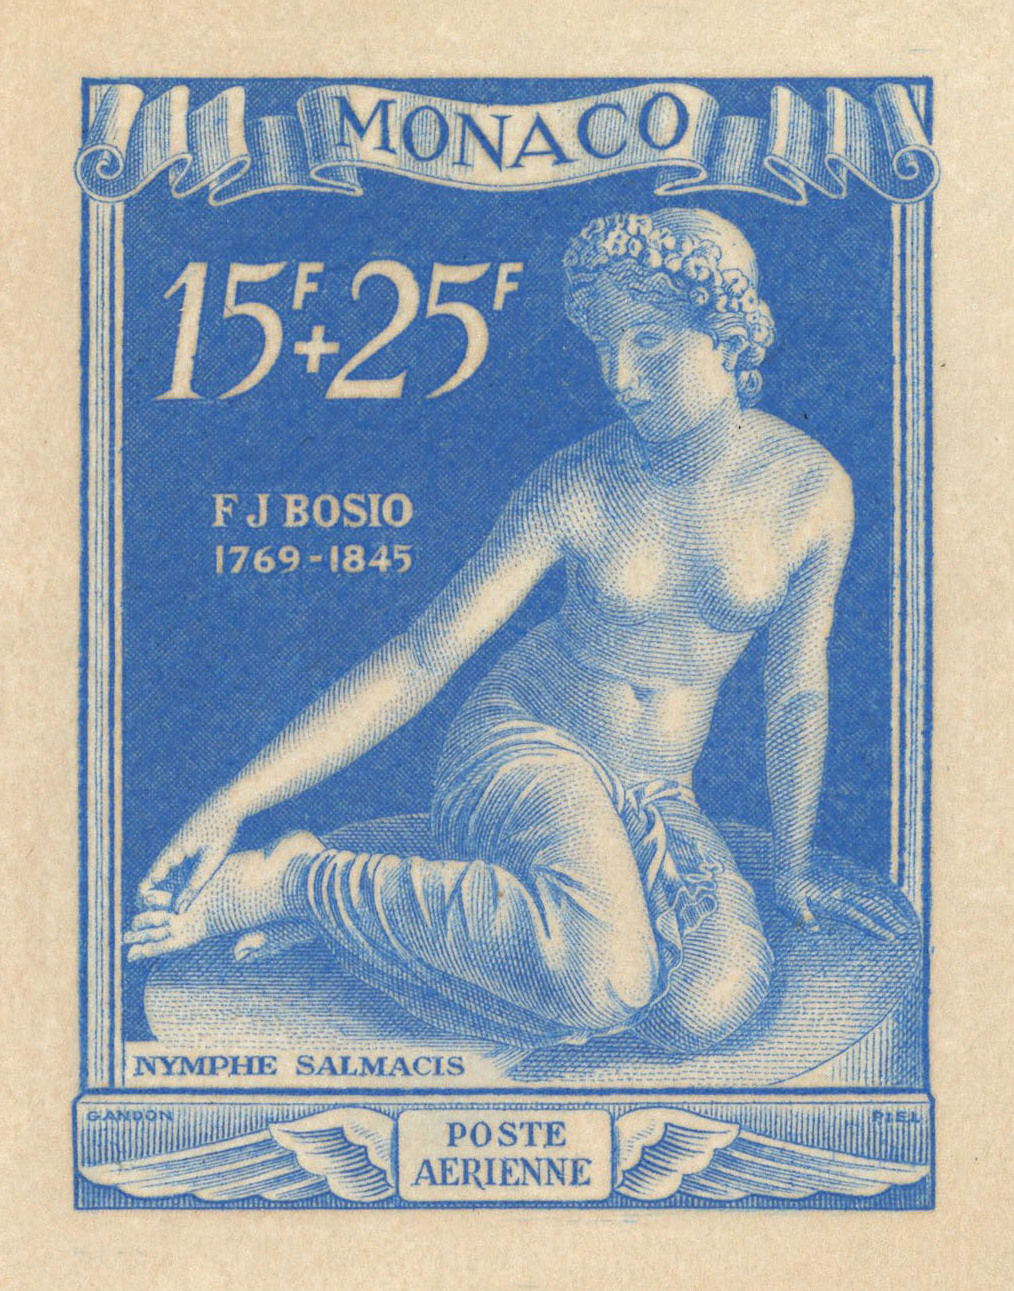 MONACO
15F+25F
F J BOSIO
1769-1845
NYMPHE SALMACIS
GANDON
PIEL
POSTE
AERIENNE